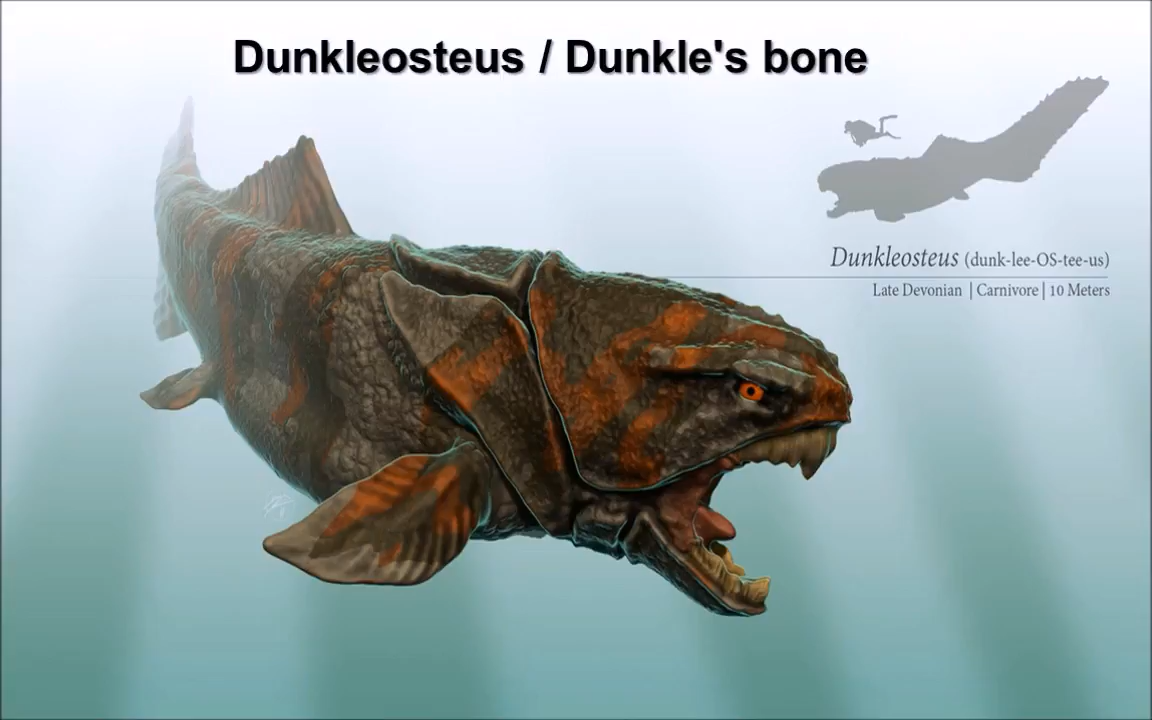 Dunkleosteus / Dunkle's bone
Dunkleosteus (dunk-lee-OS-tee-us)
Late Devonian | Carnivore | 10 Meters